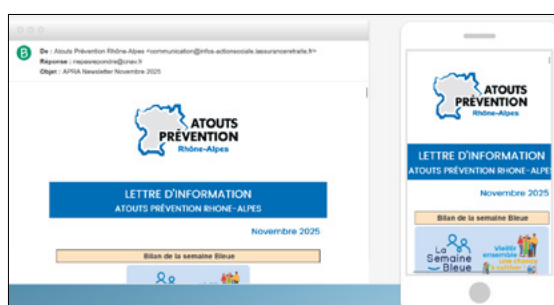 B
De : Atouts Prévention Rhône-Alpes <communication@infos-actionsociale.lassuranceretraite.fr>
Réponse : nepasrepondre@cnav.fr
Objet : APRA Newsletter Novembre 2025
ATOUTS
PRÉVENTION
Rhône-Alpes
LETTRE D'INFORMATION
ATOUTS PRÉVENTION RHONE-ALPES
Novembre 2025
Bilan de la semaine Bleue
ATOUTS
PRÉVENTION
Rhône-Alpes
LETTRE D'INFORMATION
ATOUTS PRÉVENTION RHONE-ALPE
Novembre 2025
Bilan de la semaine Bleue
La
Semaine
Bleue
Vieillir
ensemble
une chance
à cultiver !